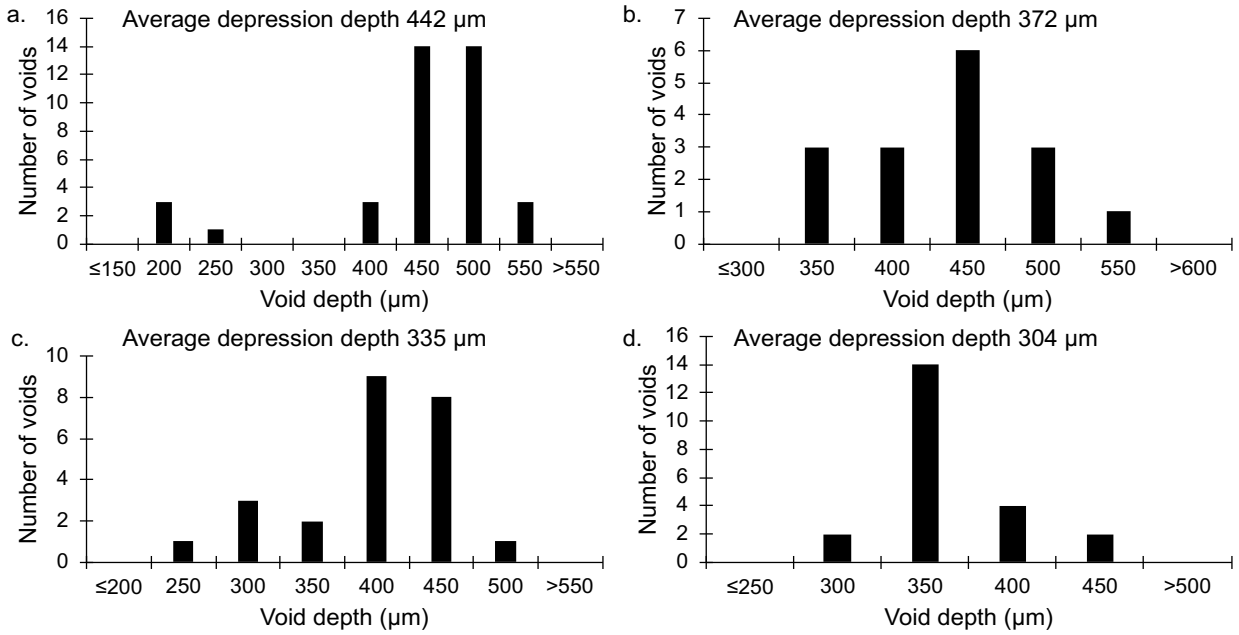 a.
Average depression depth 442 µm
Number of voids
16
14
12
10
8
6
4
2
0
≤150 200 250 300 350 400 450 500 550 >550
Void depth (µm)
b.
Average depression depth 372 µm
Number of voids
7
6
5
4
3
2
1
0
≤300 350 400 450 500 550 >600
Void depth (µm)
c.
Average depression depth 335 µm
Number of voids
10
8
6
4
2
0
≤200 250 300 350 400 450 500 >550
Void depth (µm)
d.
Average depression depth 304 µm
Number of voids
16
14
12
10
8
6
4
2
0
≤250 300 350 400 450 >500
Void depth (µm)